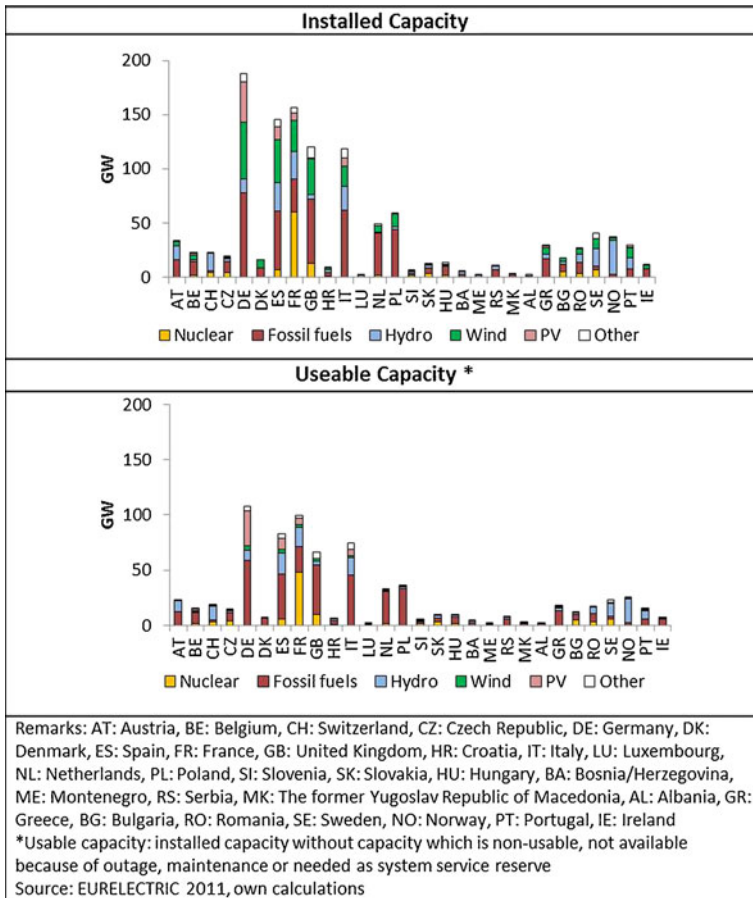 Installed Capacity
200
150
100
50
0
GW
AT BE CH CZ DE DK ES FR GB HR IT LU NL PL SI SK HU BA ME RS MK AL GR BG RO SE NO PT IE
Nuclear Fossil fuels Hydro Wind PV Other
Useable Capacity *
200
150
100
50
0
GW
AT BE CH CZ DE DK ES FR GB HR IT LU NL PL SI SK HU BA ME RS MK AL GR BG RO SE NO PT IE
Nuclear Fossil fuels Hydro Wind PV Other
Remarks: AT: Austria, BE: Belgium, CH: Switzerland, CZ: Czech Republic, DE: Germany, DK:
Denmark, ES: Spain, FR: France, GB: United Kingdom, HR: Croatia, IT: Italy, LU: Luxembourg,
NL: Netherlands, PL: Poland, SI: Slovenia, SK: Slovakia, HU: Hungary, BA: Bosnia/Herzegovina,
ME: Montenegro, RS: Serbia, MK: The former Yugoslav Republic of Macedonia, AL: Albania, GR:
Greece, BG: Bulgaria, RO: Romania, SE: Sweden, NO: Norway, PT: Portugal, IE: Ireland
*Usable capacity: installed capacity without capacity which is non-usable, not available
because of outage, maintenance or needed as system service reserve
Source: EURELECTRIC 2011, own calculations